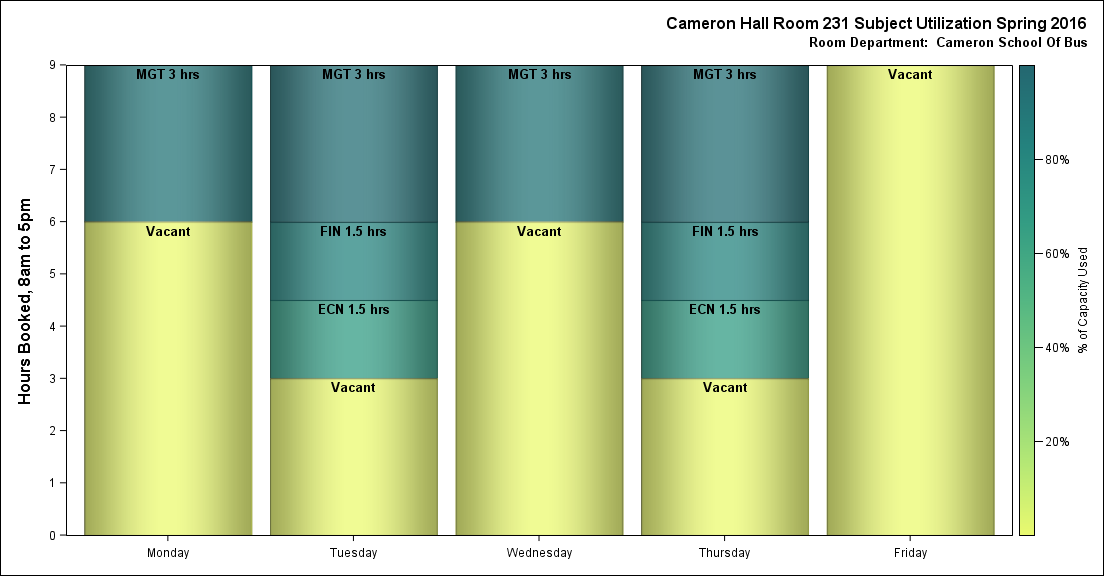 Cameron Hall Room 231 Subject Utilization Spring 2016
Room Department:  Cameron School Of Bus
Hours Booked, 8am to 5pm
9
8
7
6
5
4
3
2
1
0
MGT 3 hrs
Vacant
MGT 3 hrs
FIN 1.5 hrs
ECN 1.5 hrs
Vacant
MGT 3 hrs
Vacant
MGT 3 hrs
FIN 1.5 hrs
ECN 1.5 hrs
Vacant
Vacant
Monday
Tuesday
Wednesday
Thursday
Friday
80%
60%
40%
20%
% of Capacity Used